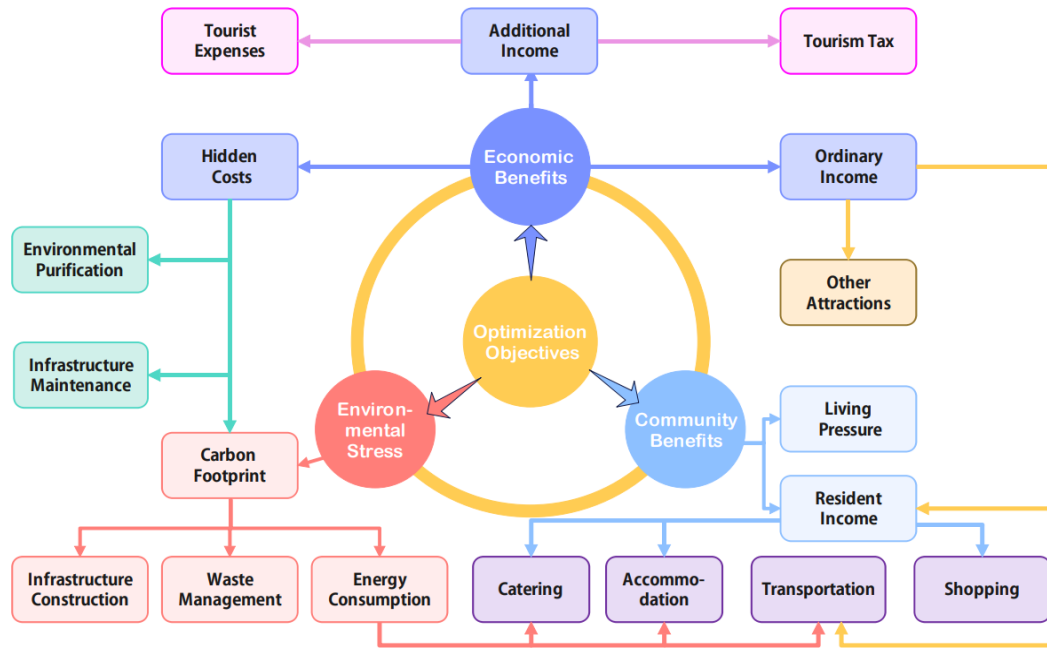 Tourist
Expenses
Additional
Income
Tourism Tax
Hidden
Costs
Economic
Benefits
Ordinary
Income
Environmental
Purification
Other
Attractions
Optimization
Objectives
Infrastructure
Maintenance
Environ-
mental
Stress
Community
Benefits
Living
Pressure
Carbon
Footprint
Resident
Income
Infrastructure
Construction
Waste
Management
Energy
Consumption
Catering
Accommo-
dation
Transportation
Shopping